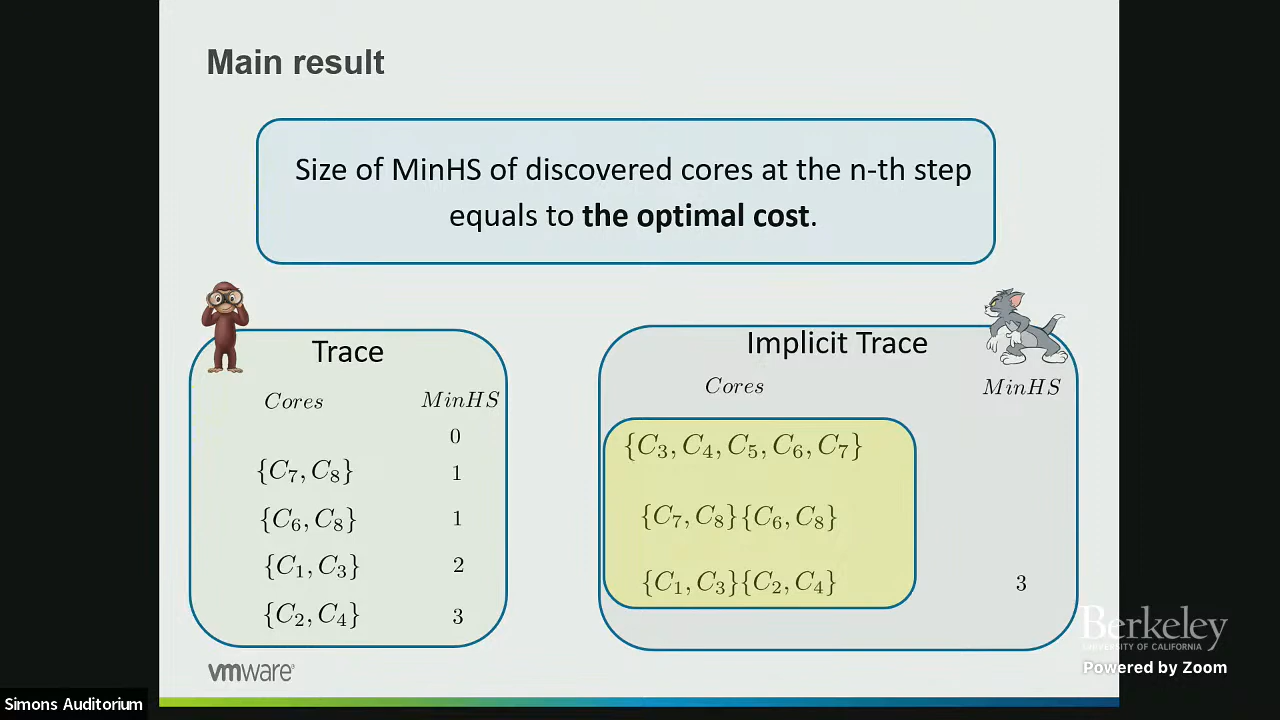 Main result
Size of MinHS of discovered cores at the n-th step
equals to the optimal cost.
Trace
Cores MinHS
0
{C7, C8} 1
{C6, C8} 1
{C1, C3} 2
{C2, C4} 3
Implicit Trace
Cores MinHS
{C3, C4, C5, C6, C7}
{C7, C8}{C6, C8}
{C1, C3}{C2, C4} 3
vmware
Berkeley
UNIVERSITY OF CALIFORNIA
Powered by Zoom
Simons Auditorium